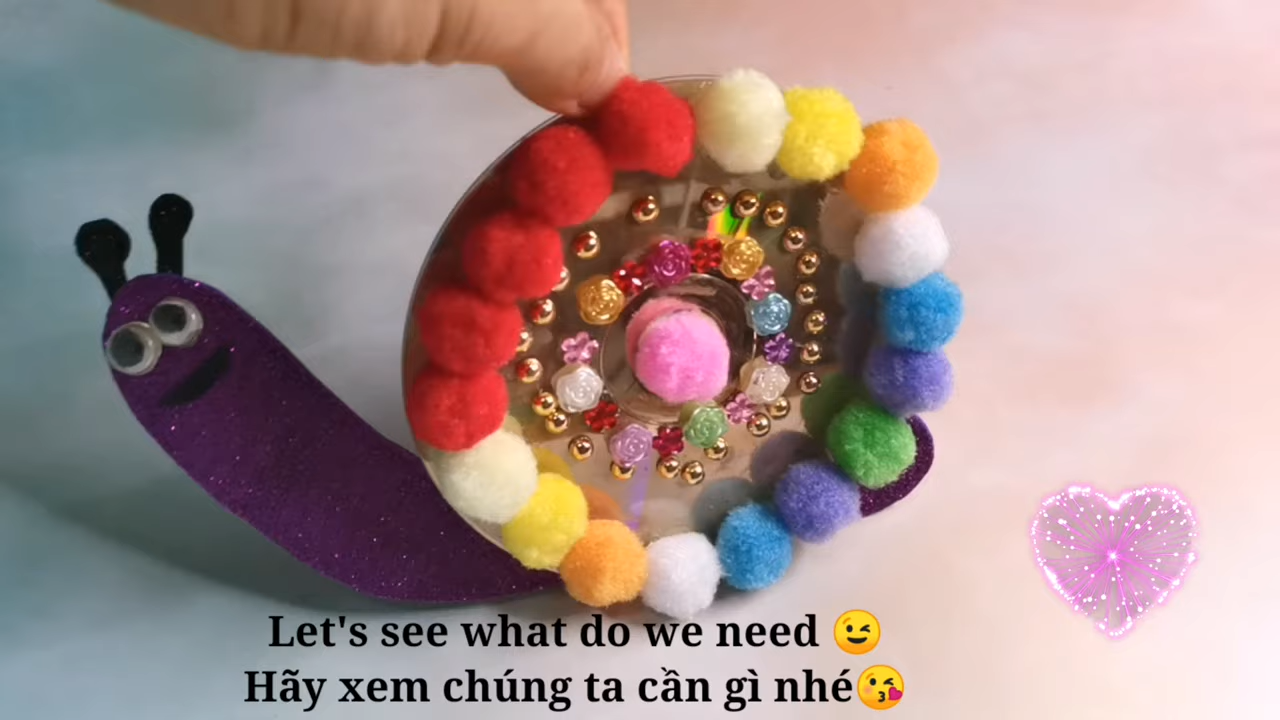 Let's see what do we need 😉
Hãy xem chúng ta cần gì nhé😘